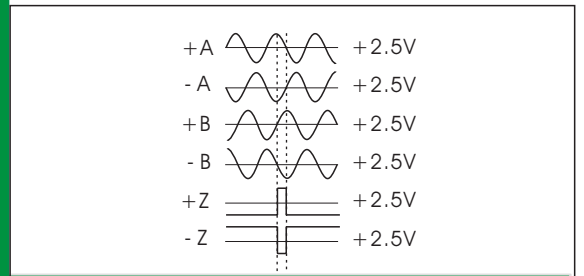 +A +2.5V
- A +2.5V
+B +2.5V
- B +2.5V
+Z +2.5V
- Z +2.5V